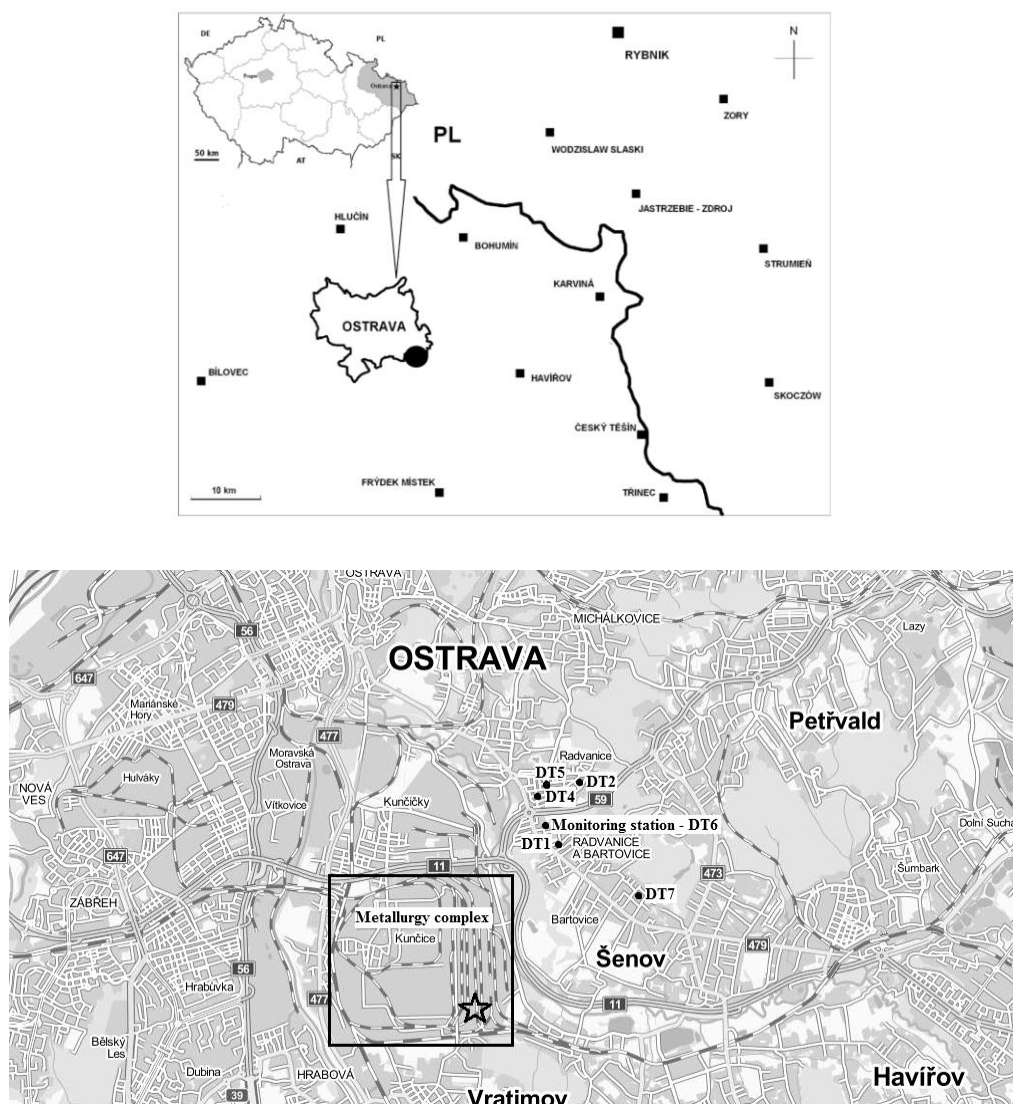 DE
PL
Prague
Ostrava
50 km
AT
SK
PL
N
RYBNIK
ZORY
WODZISLAW SLASKI
JASTRZEBIE - ZDROJ
HLUČÍN
BOHUMÍN
STRUMIEŃ
KARVINÁ
OSTRAVA
BÍLOVEC
HAVÍŘOV
SKOCZÓW
ČESKÝ TĚŠÍN
FRÝDEK MÍSTEK
TŘINEC
10 km
OSTRAVA
56
MICHÁLKOVICE
Lazy
OSTRAVA
647
479
Mariánské
Hory
Petřvald
477
Moravská
Ostrava
Radvanice
Hulváky
DT5
DT2
NOVÁ
VES
DT4
59
Vítkovice
Kunčičky
Monitoring station - DT6
Dolní Sucha
DT1
RADVANICE
A BARTOVICE
647
11
473
Šumbark
DT7
ZÁBŘEH
Metallurgy complex
Bartovice
Kunčice
479
Šenov
56
Hrabůvka
477
11
Bělský
Les
Dubina
HRABOVÁ
Havířov
39
Vratimov